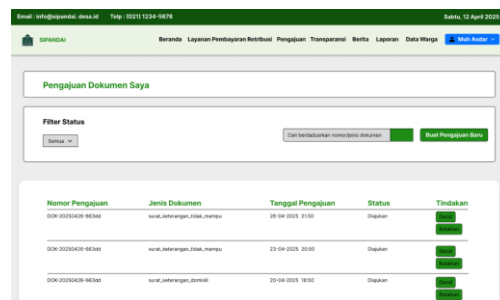 Email : info@sipandai. desa.id Telp : (021) 1234-5678 Sabtu, 12 April 2025
SIPANDAI Beranda Layanan Pembayaran Retribusi Pengajuan Transparansi Berita Laporan Data Warga Muh Asdar
Pengajuan Dokumen Saya
Filter Status
Semua
Cari berdasarkan nomor/jenis dokumen
Buat Pengajuan Baru
Nomor Pengajuan Jenis Dokumen Tanggal Pengajuan Status Tindakan
DOK-20250426-663dd surat_keterangan_tidak_mampu 26-04-2025 21:50 Diajukan Detail
Batalkan
DOK-20250426-663dd surat_keterangan_tidak_mampu 23-04-2025 20:50 Diajukan Detail
Batalkan
DOK-20250426-663dd surat_keterangan_domisili 20-04-2025 18:50 Diajukan Detail
Batalkan